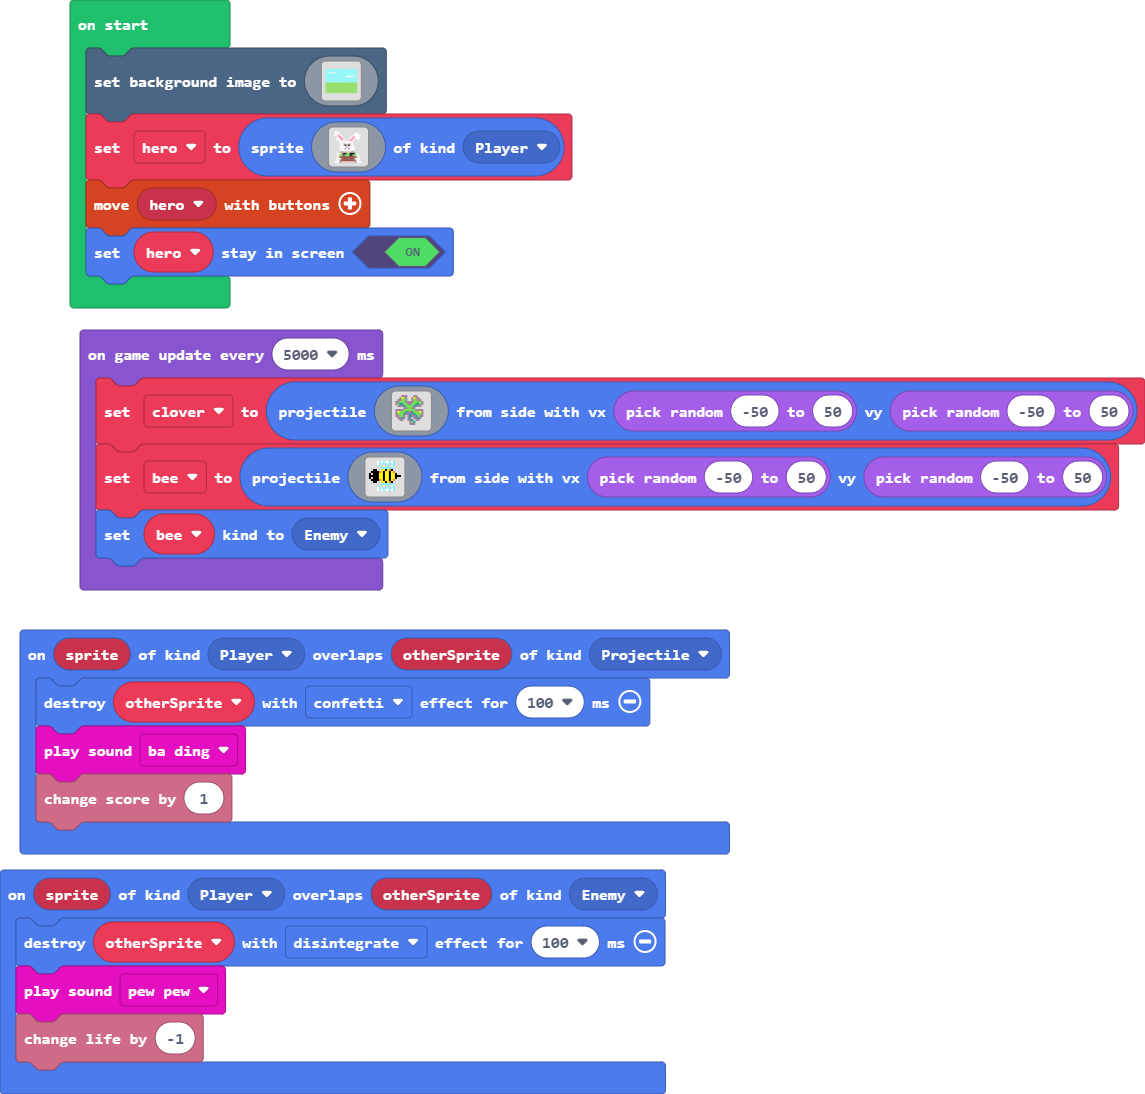 on start
set background image to
set hero to sprite of kind Player
move hero with buttons
set hero stay in screen ON
on game update every 5000 ms
set clover to projectile from side with vx pick random -50 to 50 vy pick random -50 to 50
set bee to projectile from side with vx pick random -50 to 50 vy pick random -50 to 50
set bee kind to Enemy
on sprite of kind Player overlaps otherSprite of kind Projectile
destroy otherSprite with confetti effect for 100 ms
play sound ba ding
change score by 1
on sprite of kind Player overlaps otherSprite of kind Enemy
destroy otherSprite with disintegrate effect for 100 ms
play sound pew pew
change life by -1